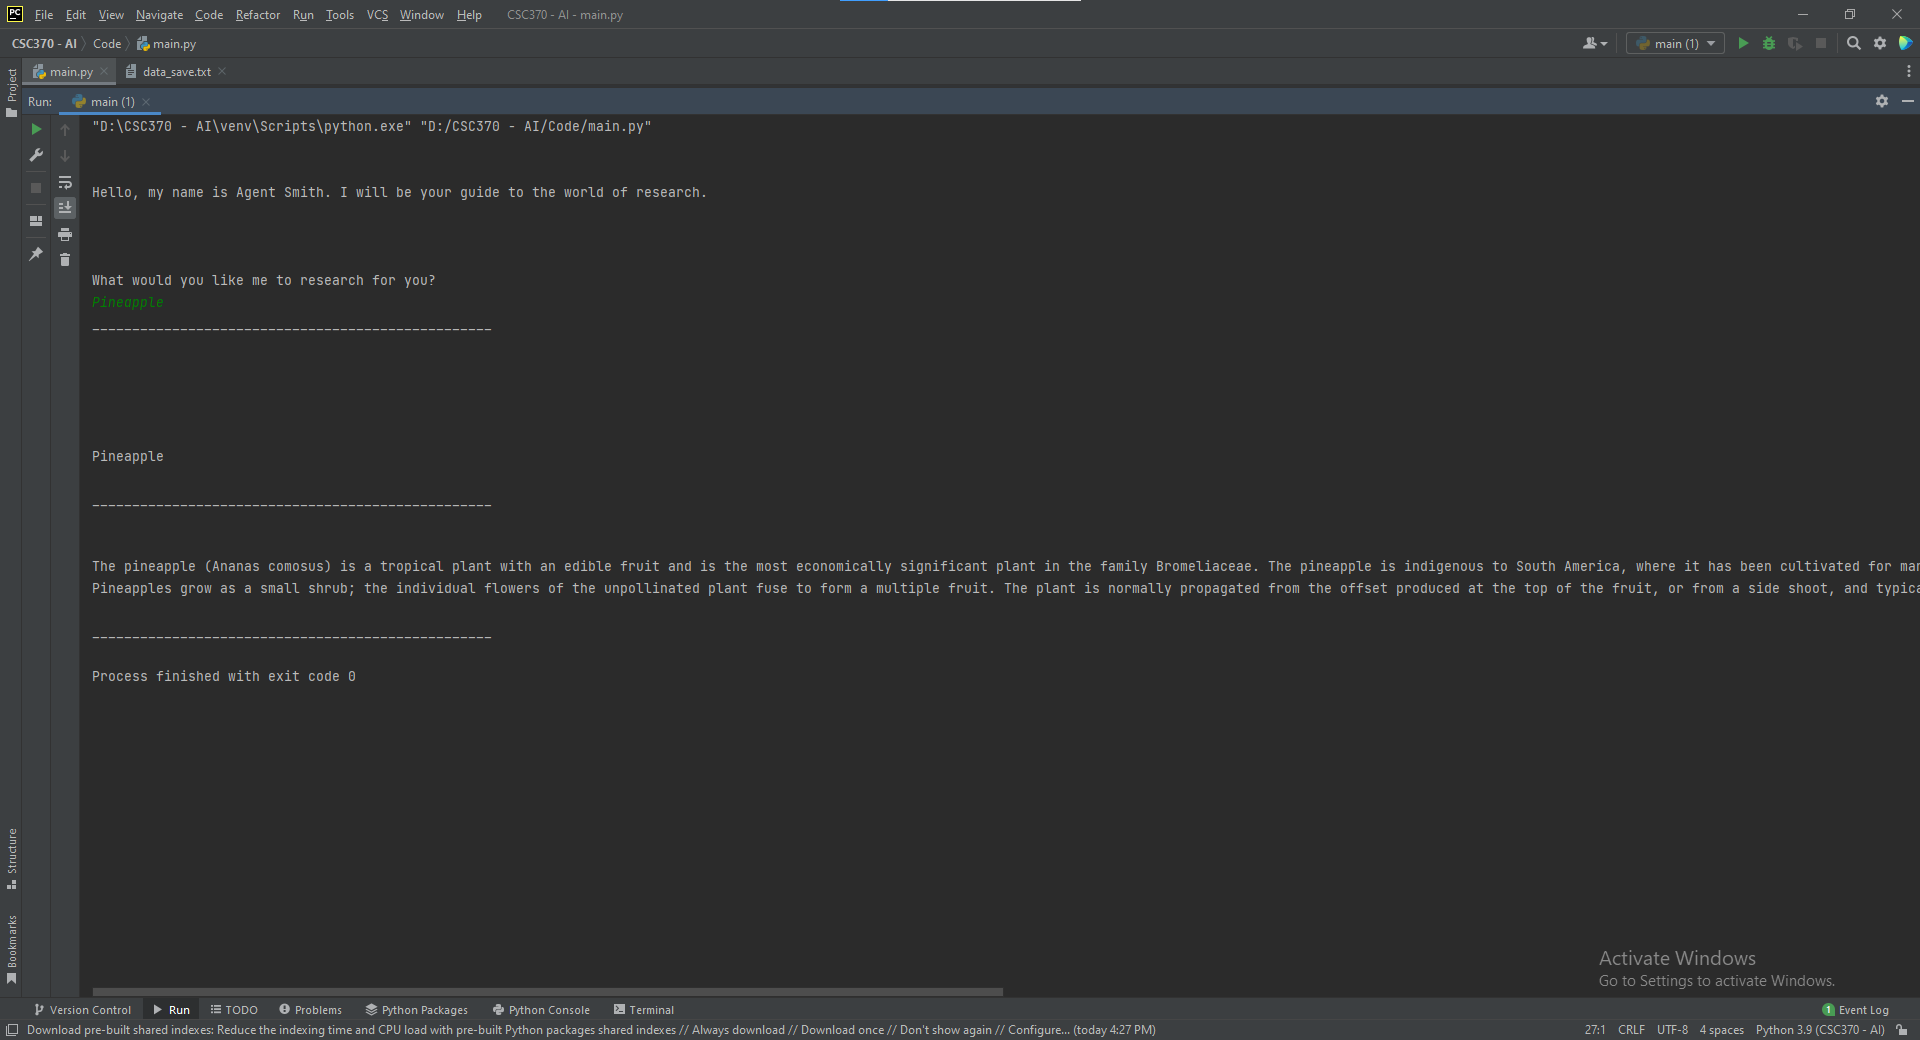 PC File Edit View Navigate Code Refactor Run Tools VCS Window Help CSC370 - AI - main.py
CSC370 - AI Code main.py main (1)
main.py data_save.txt
Project
Run: main (1)
"D:\CSC370 - AI\venv\Scripts\python.exe" "D:/CSC370 - AI/Code/main.py"
Hello, my name is Agent Smith. I will be your guide to the world of research.
What would you like me to research for you?
Pineapple
--------------------------------------------------
Pineapple
--------------------------------------------------
The pineapple (Ananas comosus) is a tropical plant with an edible fruit and is the most economically significant plant in the family Bromeliaceae. The pineapple is indigenous to South America, where it has been cultivated for man
Pineapples grow as a small shrub; the individual flowers of the unpollinated plant fuse to form a multiple fruit. The plant is normally propagated from the offset produced at the top of the fruit, or from a side shoot, and typica
--------------------------------------------------
Process finished with exit code 0
Structure
Bookmarks
Activate Windows
Go to Settings to activate Windows.
Version Control Run TODO Problems Python Packages Python Console Terminal 1 Event Log
Download pre-built shared indexes: Reduce the indexing time and CPU load with pre-built Python packages shared indexes // Always download // Download once // Don't show again // Configure... (today 4:27 PM) 27:1 CRLF UTF-8 4 spaces Python 3.9 (CSC370 - AI)